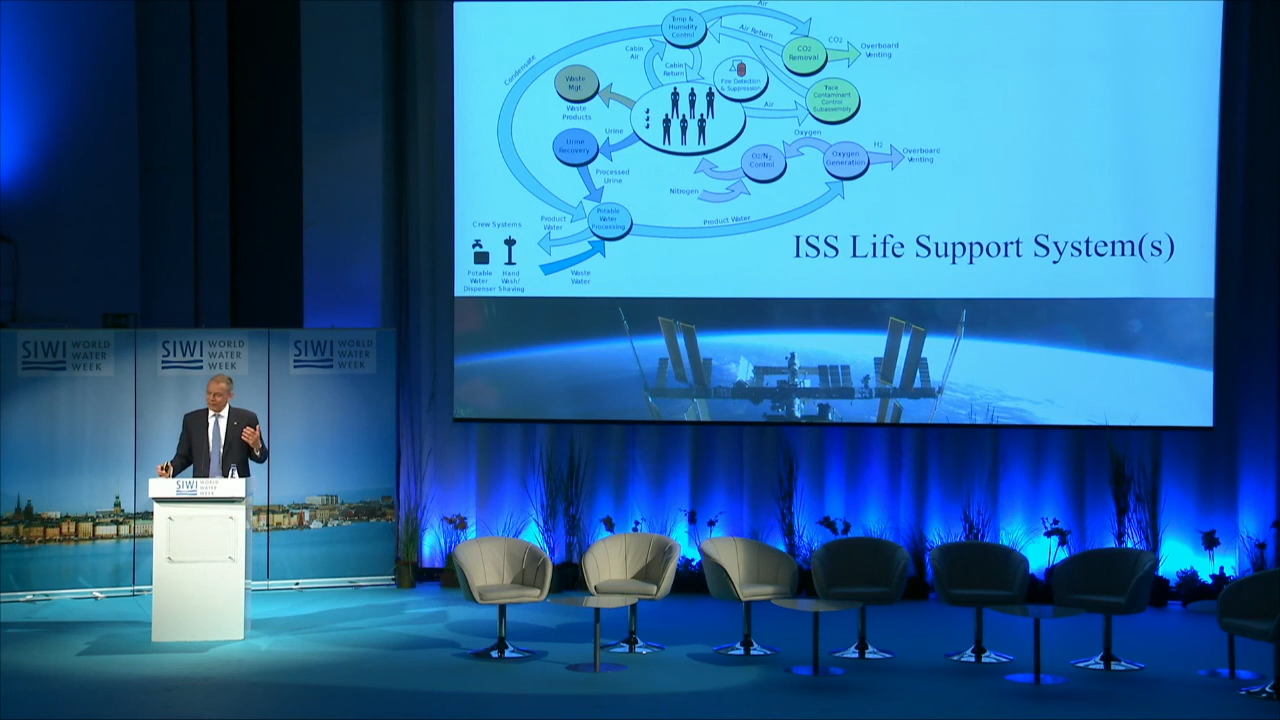 Air
Temp &
Humidity
Control
Air Return
CO2
Removal
CO2
Overboard
Venting
Condensate
Cabin
Air
Cabin
Return
Fire Detection
& Suppression
Waste
Mgt.
Waste
Products
Trace
Contaminant
Control
Subassembly
Air
Urine
Urine
Recovery
Oxygen
O2/N2
Control
Oxygen
Generation
H2
Overboard
Venting
Processed
Urine
Nitrogen
Potable
Water
Processing
Product Water
Crew Systems
Product
Water
Potable
Water
Dispenser
Hand
Wash/
Shaving
Waste
Water
ISS Life Support System(s)
SIWI WORLD
WATER
WEEK
SIWI WORLD
WATER
WEEK
SIWI WORLD
WATER
WEEK
SIWI WORLD
WATER
WEEK